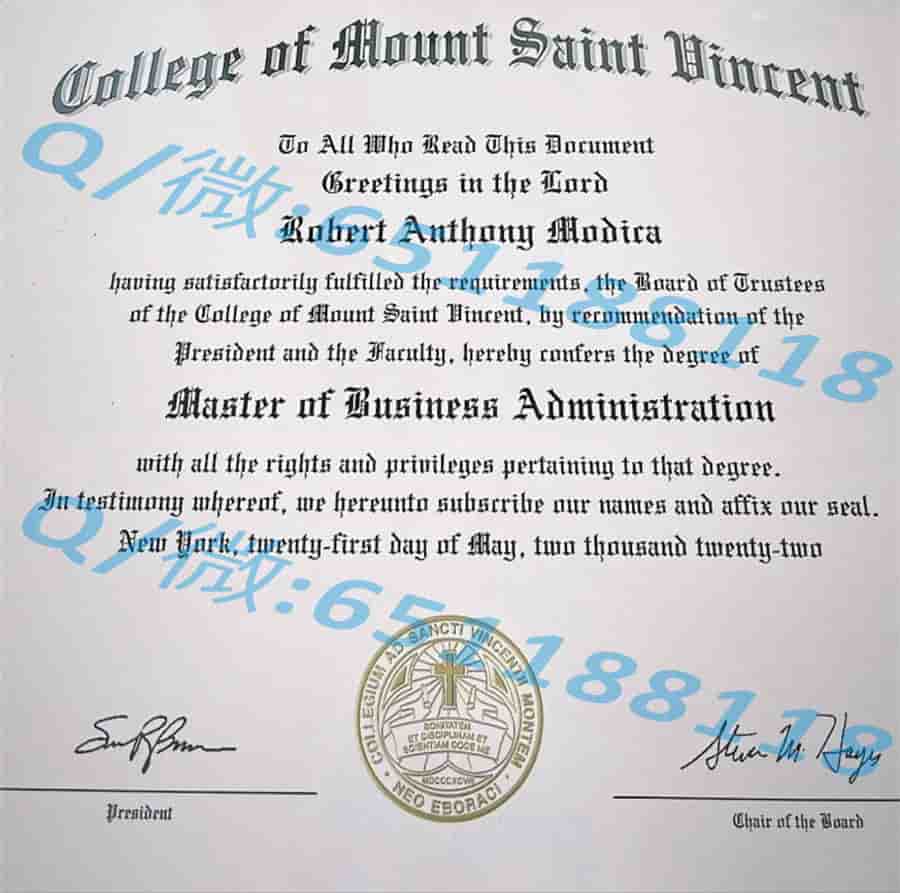 College of Mount Saint Vincent
To All Who Read This Document
Greetings in the Lord
Robert Anthony Modica
having satisfactorily fulfilled the requirements, the Board of Trustees
of the College of Mount Saint Vincent, by recommendation of the
President and the Faculty, hereby confers the degree of
Master of Business Administration
with all the rights and privileges pertaining to that degree.
In testimony whereof, we hereunto subscribe our names and affix our seal.
New York, twenty-first day of May, two thousand twenty-two
Q/微:651188118
Q/微:651188118
COLLEGIUM AD SANCTI VINCENTII MONTEM
BONITATEM
ET DISCIPLINAM ET
SCIENTIAM DOCE ME
NEO EBORACI
Steven M. Hayes
President
Chair of the Board